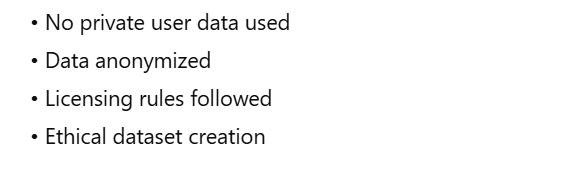 • No private user data used
• Data anonymized
• Licensing rules followed
• Ethical dataset creation